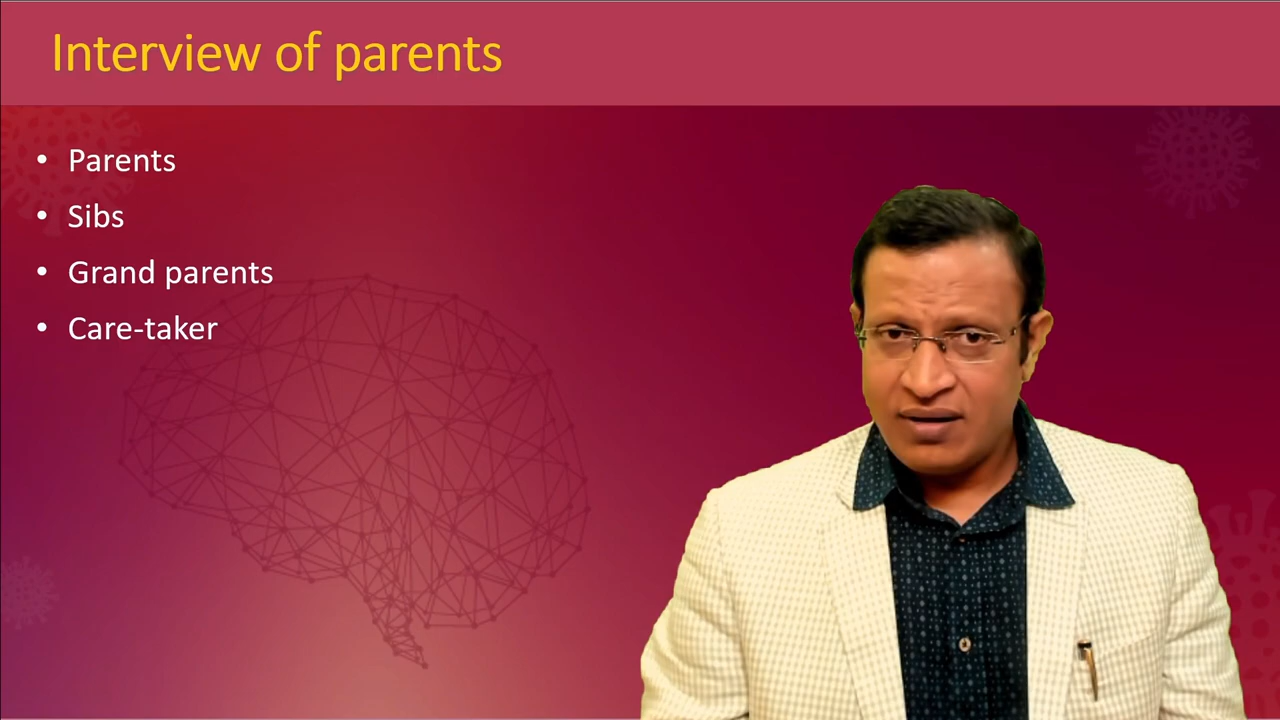 Interview of parents
• Parents
• Sibs
• Grand parents
• Care-taker